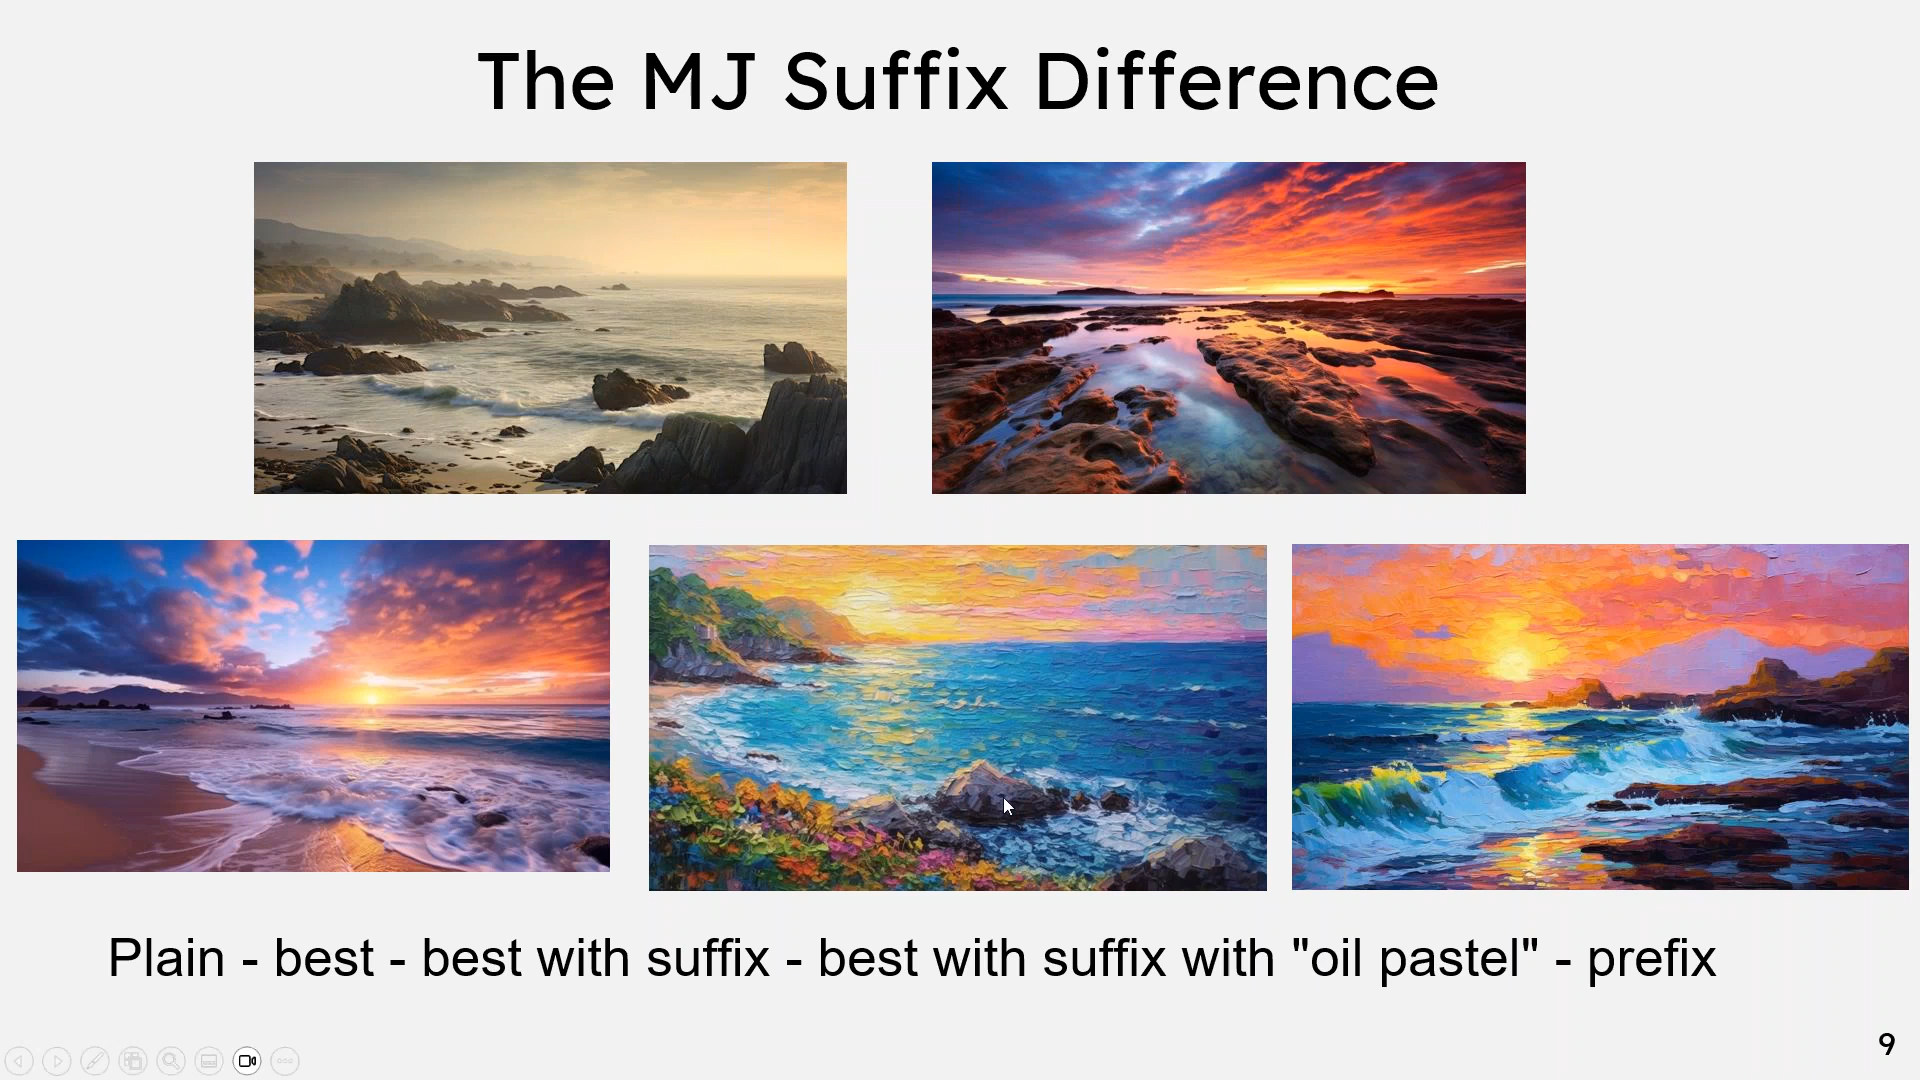 The MJ Suffix Difference
Plain - best - best with suffix - best with suffix with "oil pastel" - prefix
9